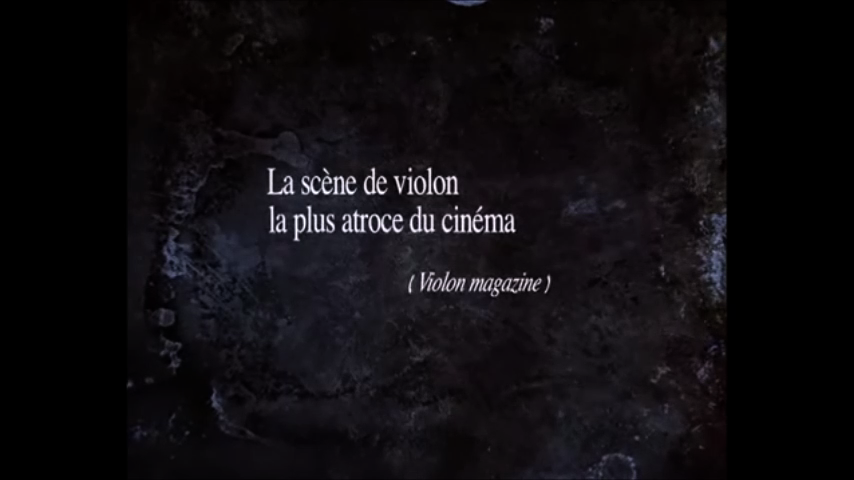 La scène de violon
la plus atroce du cinéma
( Violon magazine )